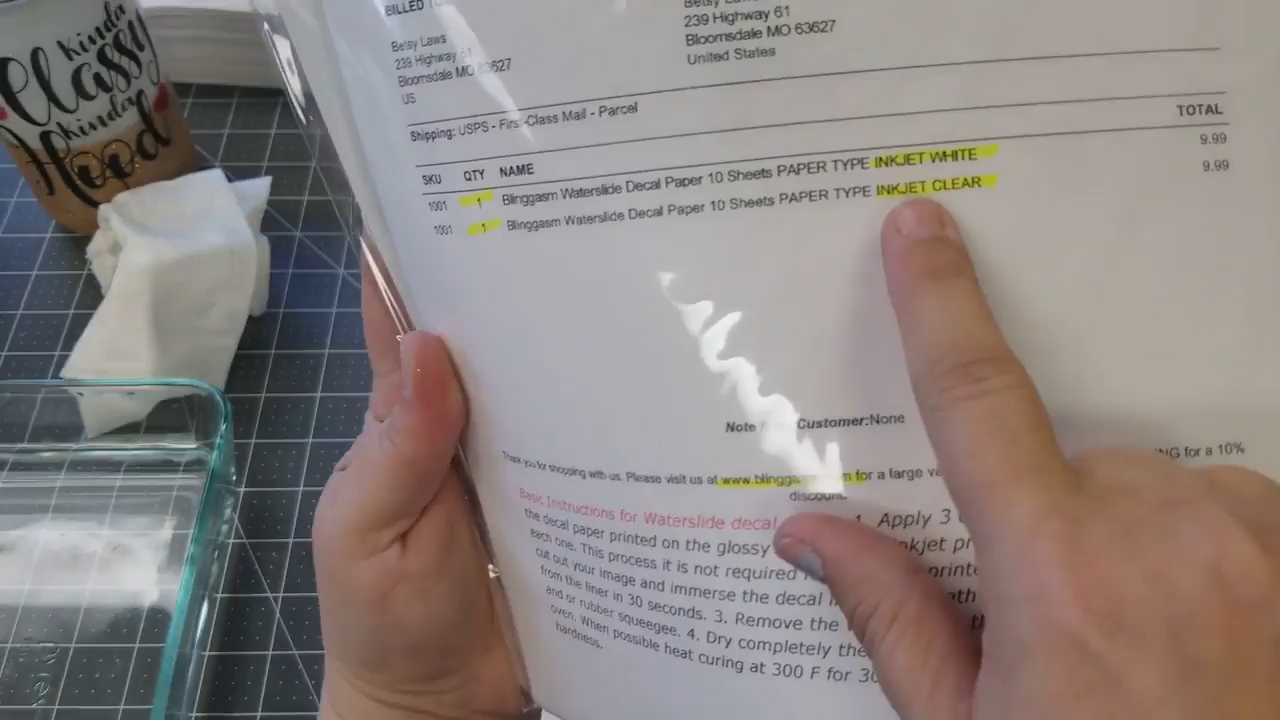 Kinda
Classy
Kinda
Hood
BILLED
Betsy Laws
239 Highway 61
Bloomsdale MO 63627
US
Betsy
239 Highway 61
Bloomsdale MO 63627
United States
Shipping: USPS - First-Class Mail - Parcel
SKU QTY NAME TOTAL
1001 1 Blinggasm Waterslide Decal Paper 10 Sheets PAPER TYPE INKJET WHITE 9.99
1001 1 Blinggasm Waterslide Decal Paper 10 Sheets PAPER TYPE INKJET CLEAR 9.99
Note Customer:None
Thank you for shopping with us. Please visit us at www.blingga m for a large NG for a 10%
discount.
Basic Instructions for Waterslide decal 1. Apply 3
the decal paper printed on the glossy nkjet
each one. This process it is not required
cut out your image and immerse the decal
from the liner in 30 seconds. 3. Remove the
and or rubber squeegee. 4. Dry completely the
oven. When possible heat curing at 300 F for
hardness.
Pyrex